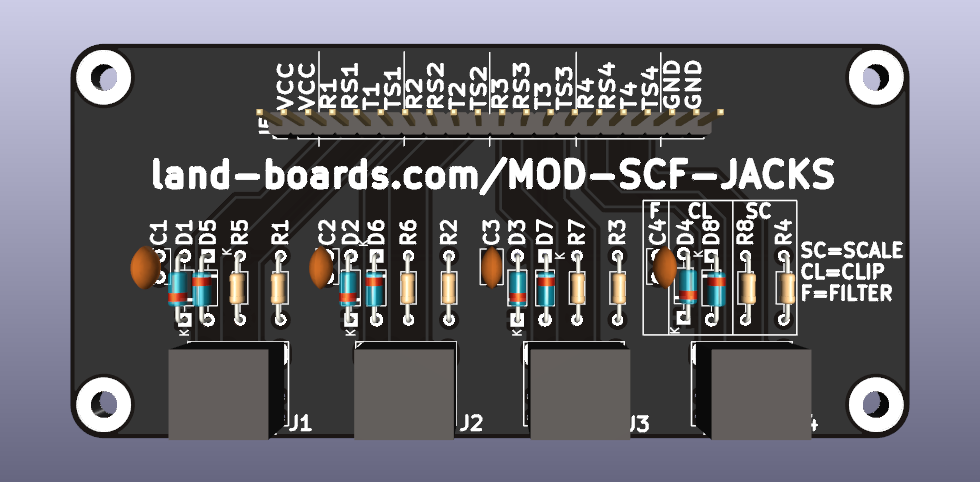 VCC VCC R1 RS1 T1 TS1 R2 RS2 T2 TS2 R3 RS3 T3 TS3 R4 RS4 T4 TS4 GND GND
land-boards.com/MOD-SCF-JACKS
F CL SC
C1 D1 D5 R5 R1 C2 D2 D6 R6 R2 C3 D3 D7 R7 R3 C4 D4 D8 R8 R4
SC=SCALE
CL=CLIP
F=FILTER
K K K K
K K K K
J1 J2 J3